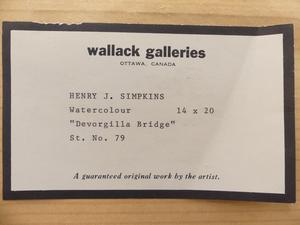 wallack galleries
OTTAWA, CANADA
HENRY J. SIMPKINS
Watercolour 14 x 20
"Devorgilla Bridge"
St. No. 79
A guaranteed original work by the artist.